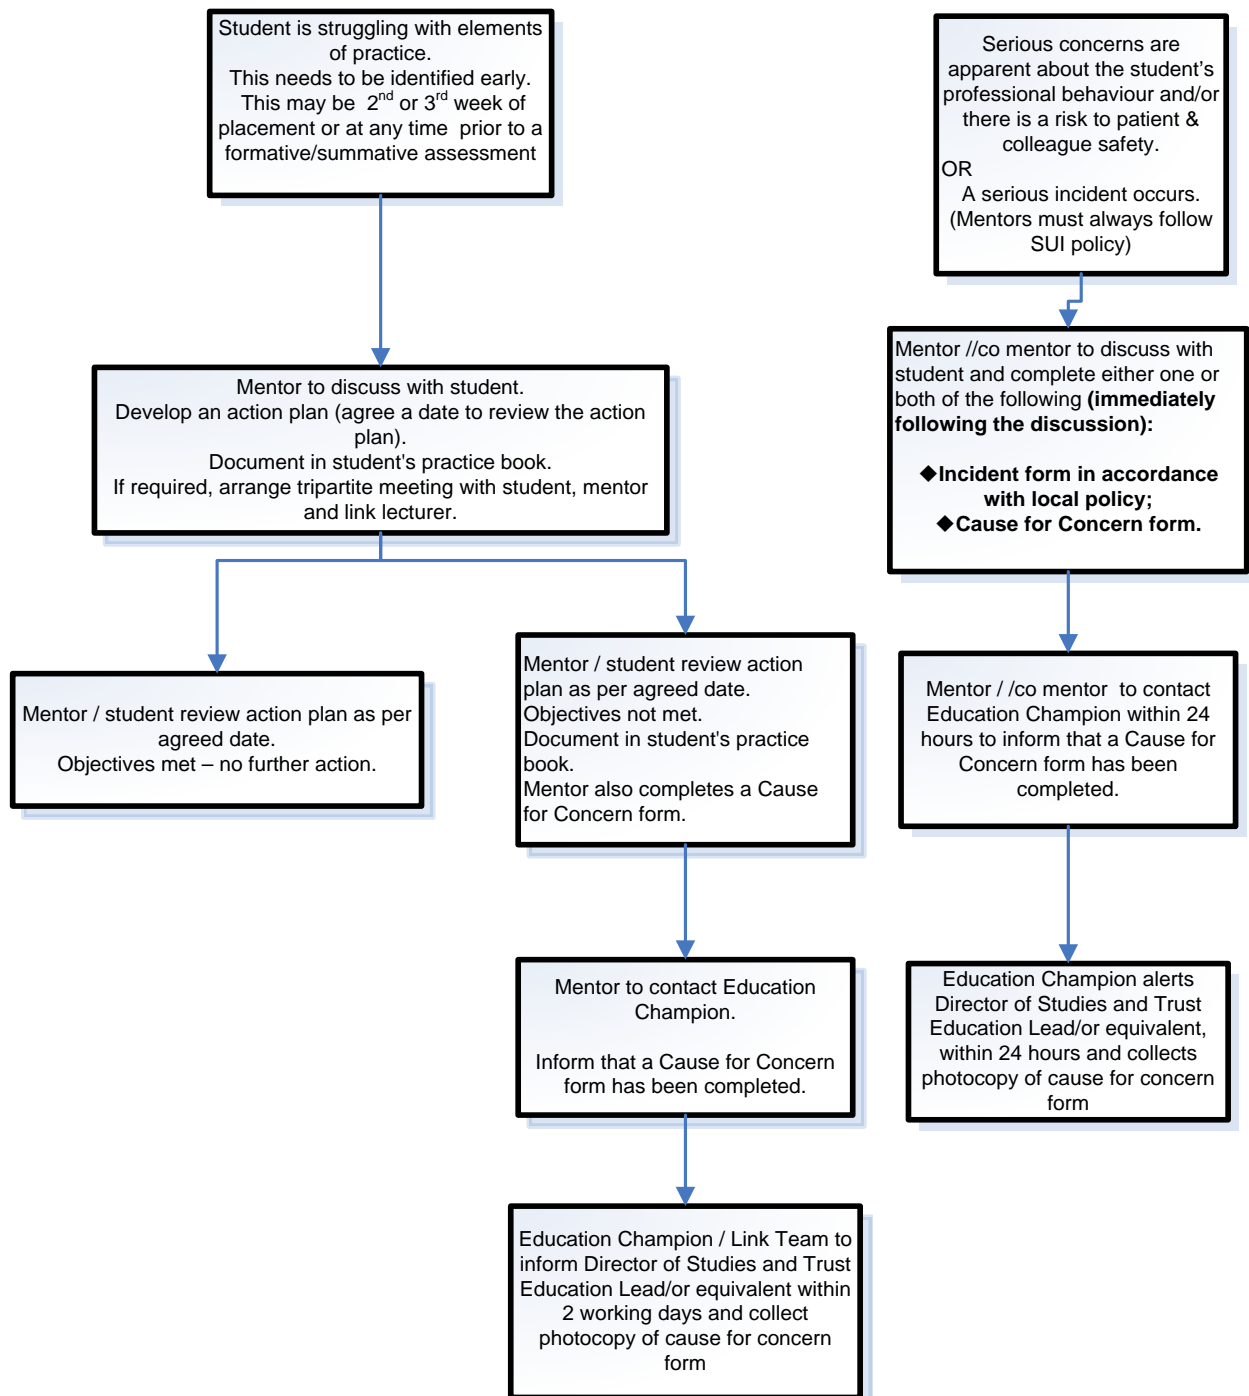 Student is struggling with elements
of practice.
This needs to be identified early.
This may be 2nd or 3rd week of
placement or at any time prior to a
formative/summative assessment
Mentor to discuss with student.
Develop an action plan (agree a date to review the action
plan).
Document in student's practice book.
If required, arrange tripartite meeting with student, mentor
and link lecturer.
Mentor / student review action plan as per
agreed date.
Objectives met – no further action.
Mentor / student review action
plan as per agreed date.
Objectives not met.
Document in student's practice
book.
Mentor also completes a Cause
for Concern form.
Mentor to contact Education
Champion.
Inform that a Cause for Concern
form has been completed.
Education Champion / Link Team to
inform Director of Studies and Trust
Education Lead/or equivalent within
2 working days and collect
photocopy of cause for concern
form
Serious concerns are
apparent about the student’s
professional behaviour and/or
there is a risk to patient &
colleague safety.
OR
A serious incident occurs.
(Mentors must always follow
SUI policy)
Mentor //co mentor to discuss with
student and complete either one or
both of the following (immediately
following the discussion):
◆Incident form in accordance
with local policy;
◆Cause for Concern form.
Mentor / /co mentor to contact
Education Champion within 24
hours to inform that a Cause for
Concern form has been
completed.
Education Champion alerts
Director of Studies and Trust
Education Lead/or equivalent,
within 24 hours and collects
photocopy of cause for concern
form